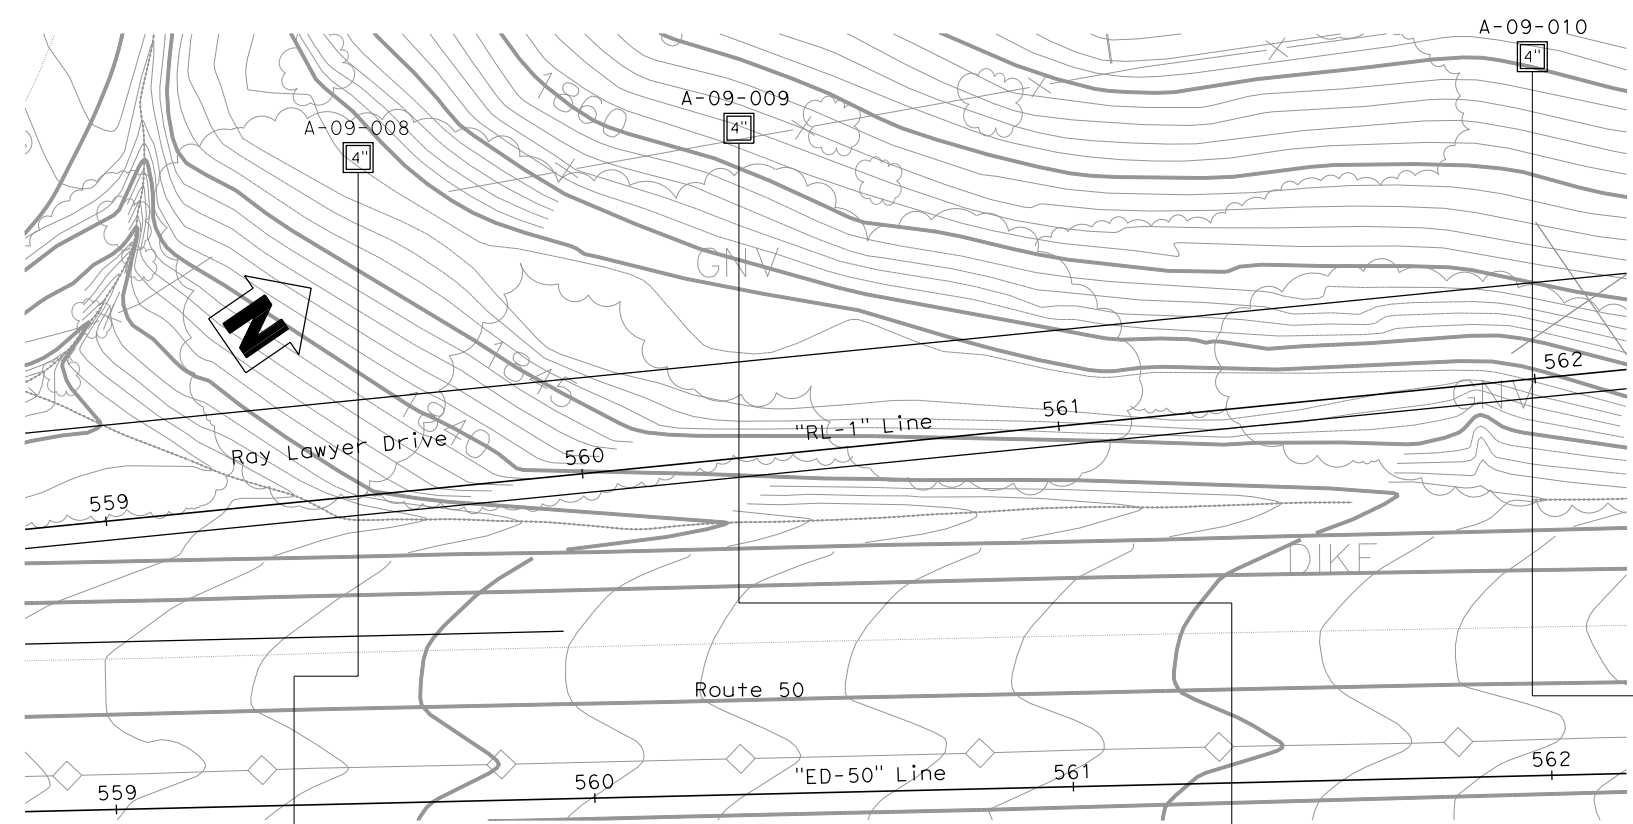 A-09-010
4"
A-09-009
4"
1860
A-09-008
4"
GNV
N
1845
562
GNV
561
"RL-1" Line
1840
Ray Lawyer Drive
560
559
DIKE
Route 50
"ED-50" Line
562
561
560
559